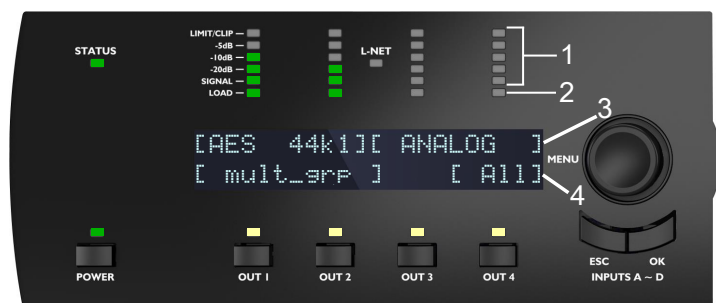 STATUS
LIMIT/CLIP
-5dB
-10dB
-20dB
SIGNAL
LOAD
L-NET
1
2
3
[AES 44k1][ ANALOG ]
MENU
[ mult_grp ] [ All]
4
POWER
OUT 1
OUT 2
OUT 3
OUT 4
ESC OK
INPUTS A ~ D